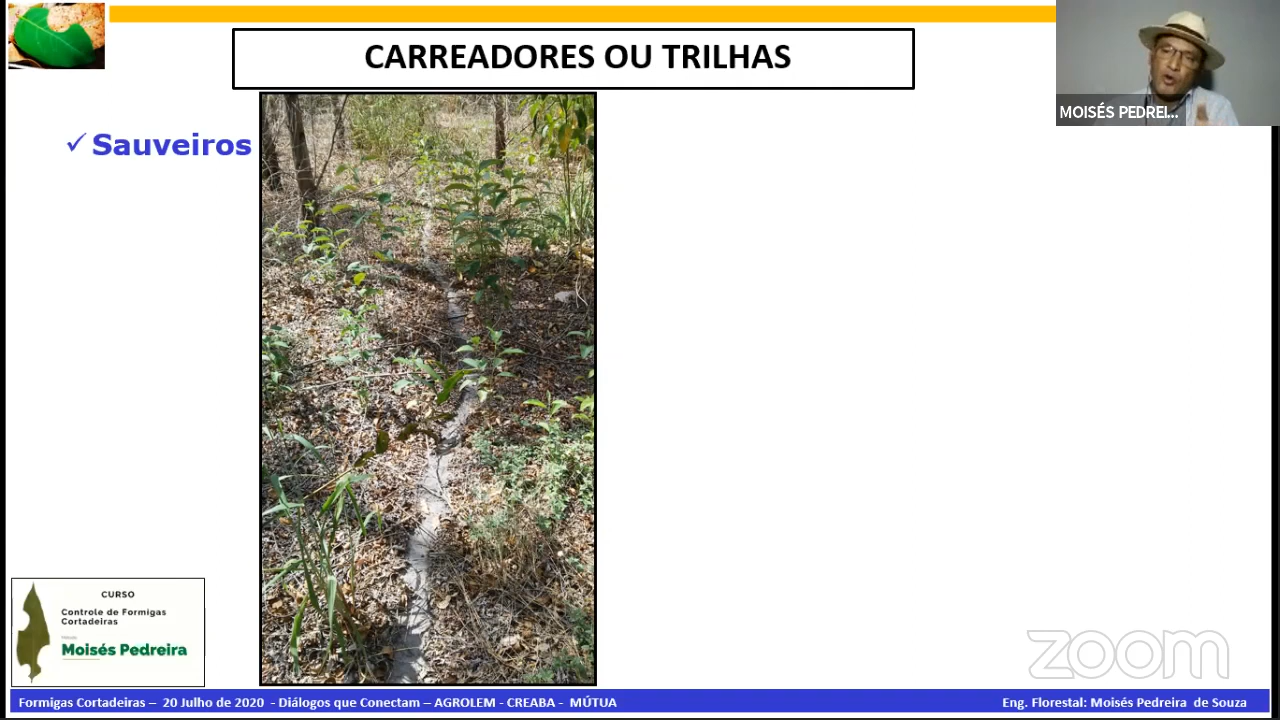 CARREADORES OU TRILHAS
MOISÉS PEDREI...
✓ Sauveiros
CURSO
Controle de Formigas
Cortadeiras
Moisés Pedreira
zoom
Formigas Cortadeiras – 20 Julho de 2020 - Diálogos que Conectam – AGROLEM - CREABA - MÚTUA
Eng. Florestal: Moisés Pedreira de Souza